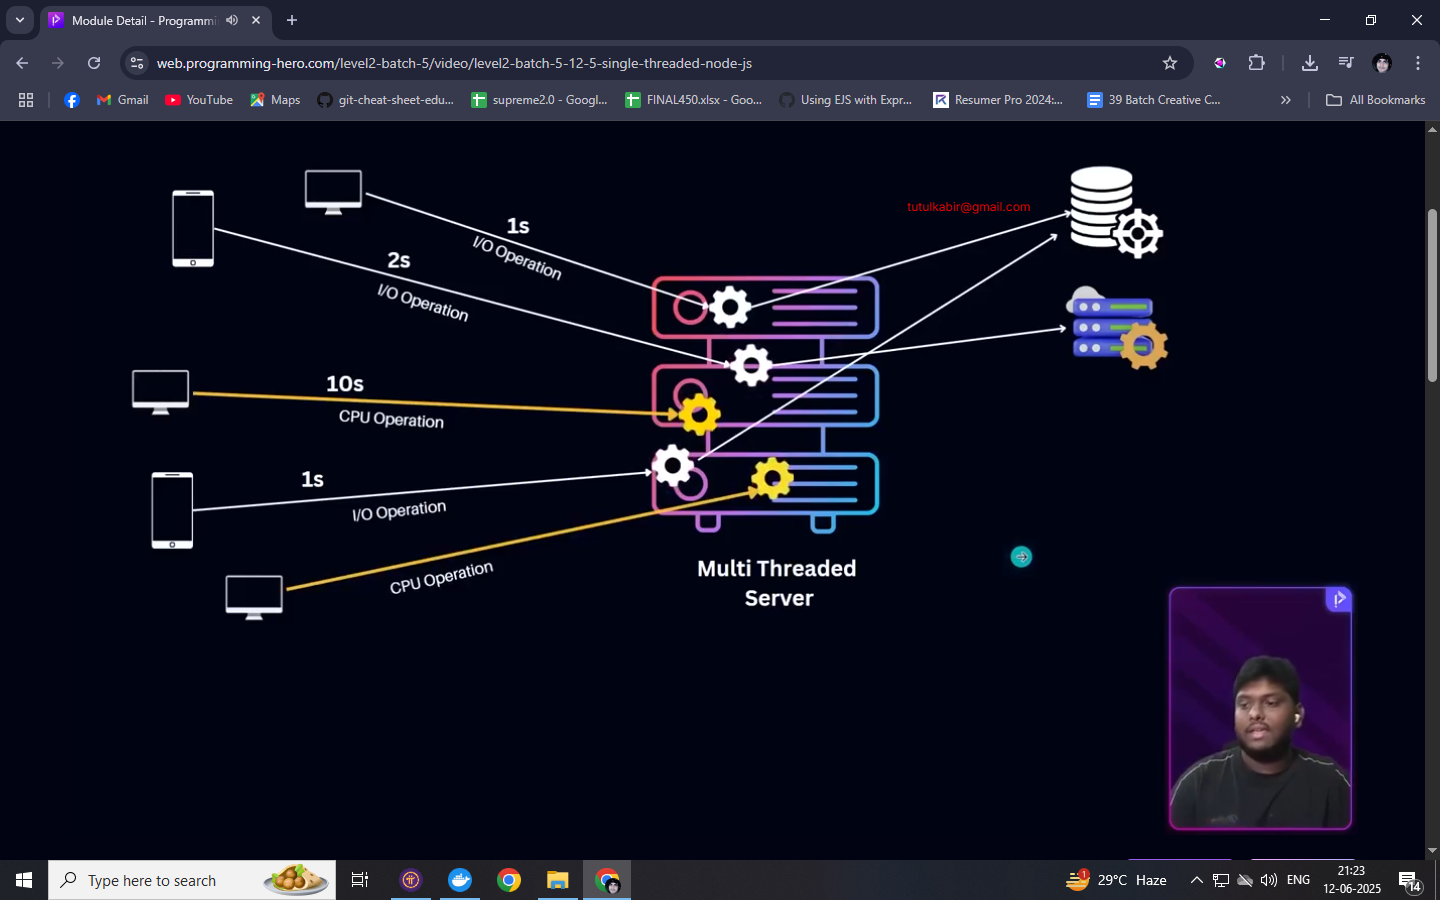 Module Detail - Programmi
web.programming-hero.com/level2-batch-5/video/level2-batch-5-12-5-single-threaded-node-js
Gmail
YouTube
Maps
git-cheat-sheet-edu...
supreme2.0 - Googl...
FINAL450.xlsx - Goo...
Using EJS with Expr...
Resumer Pro 2024:...
39 Batch Creative C...
All Bookmarks
tutulkabir@gmail.com
1s
I/O Operation
2s
I/O Operation
10s
CPU Operation
1s
I/O Operation
CPU Operation
Multi Threaded
Server
Type here to search
1
29°C Haze
ENG
21:23
12-06-2025
14